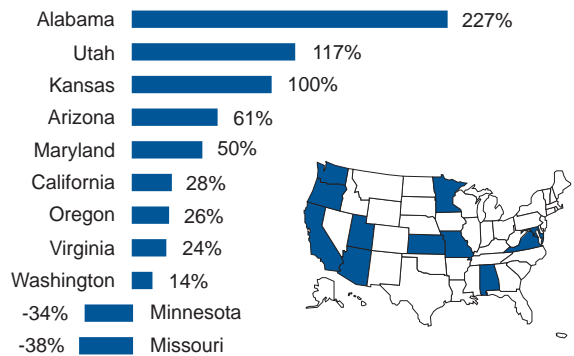 Alabama 227%
Utah 117%
Kansas 100%
Arizona 61%
Maryland 50%
California 28%
Oregon 26%
Virginia 24%
Washington 14%
-34% Minnesota
-38% Missouri